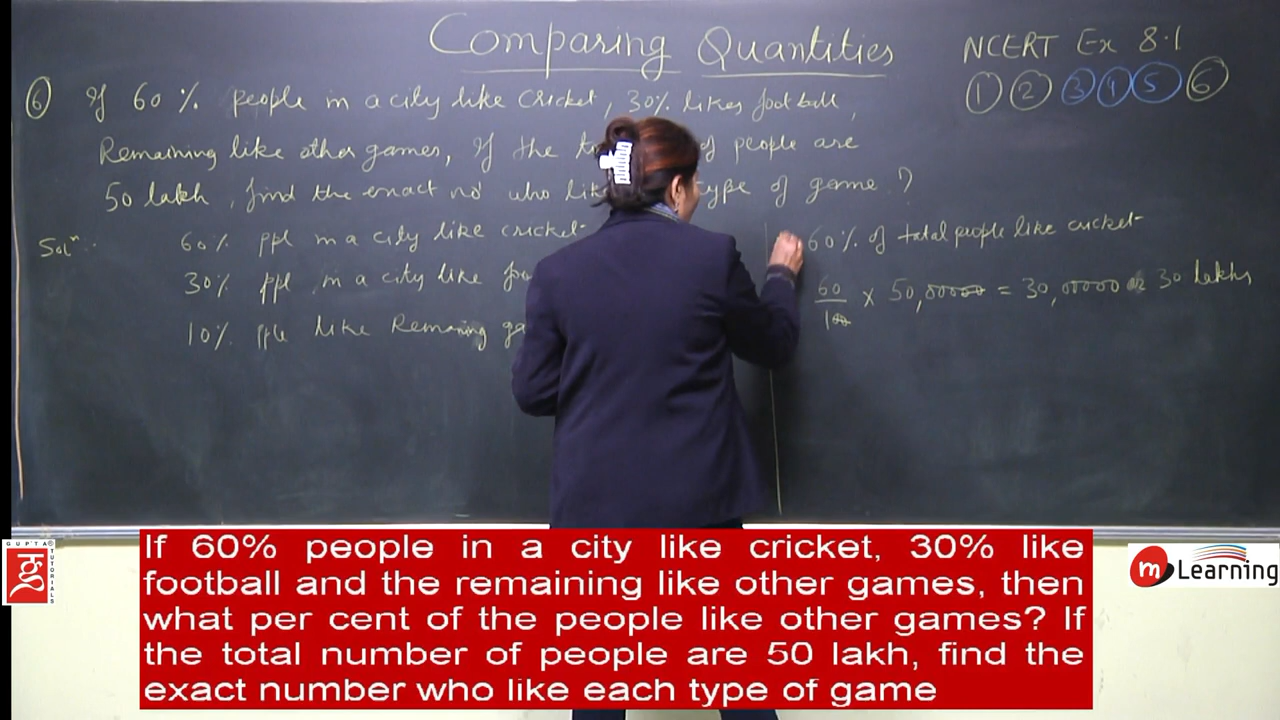 Comparing Quantities
NCERT Ex 8.1
1 2 3 4 5 6
6 If 60% people in a city like Cricket, 30% likes football,
Remaining like other games, If the of people are
50 lakh, find the exact no who type of game ?
Solⁿ:- 60% ppl in a city like cricket
30% ppl in a city like
10% pple like Remaining
60% of total people like cricket
60/100 × 50,00000 = 30,00000 or 30 lakhs
If 60% people in a city like cricket, 30% like
football and the remaining like other games, then
what per cent of the people like other games? If
the total number of people are 50 lakh, find the
exact number who like each type of game
GUPTA TUTORIALS
m Learning